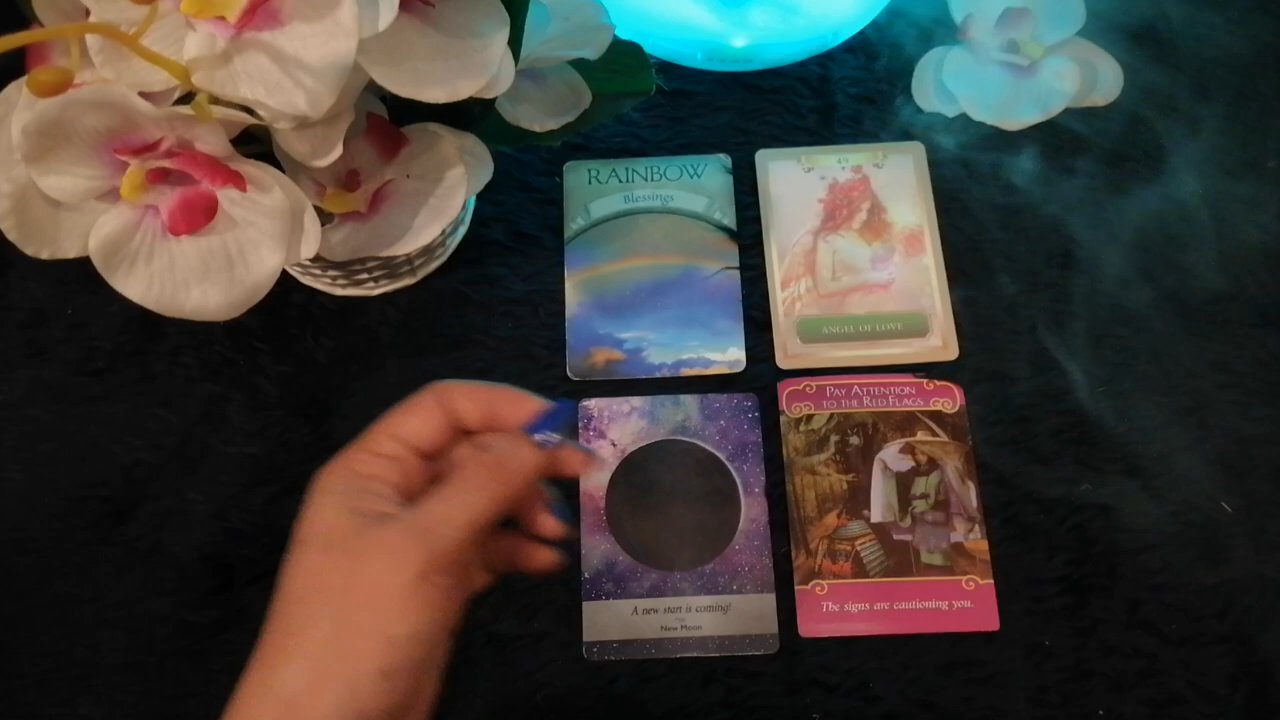 RAINBOW
Blessings
ANGEL OF LOVE
A new start is coming!
New Moon
PAY ATTENTION
TO THE RED FLAGS
The signs are cautioning you.